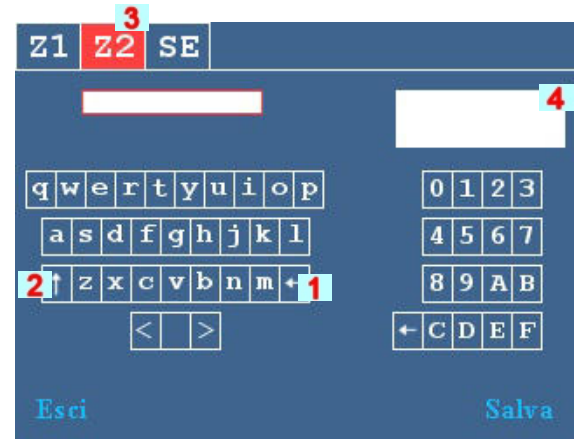 3
Z1 Z2 SE
4
q w e r t y u i o p 0 1 2 3
a s d f g h j k l 4 5 6 7
2 ↑ z x c v b n m ← 1 8 9 A B
< > ← C D E F
Esci Salva